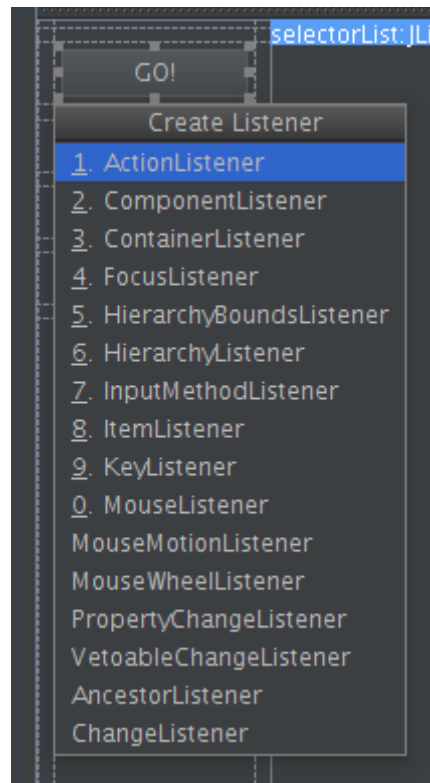 selectorList:JLi
GO!
Create Listener
1. ActionListener
2. ComponentListener
3. ContainerListener
4. FocusListener
5. HierarchyBoundsListener
6. HierarchyListener
7. InputMethodListener
8. ItemListener
9. KeyListener
0. MouseListener
MouseMotionListener
MouseWheelListener
PropertyChangeListener
VetoableChangeListener
AncestorListener
ChangeListener